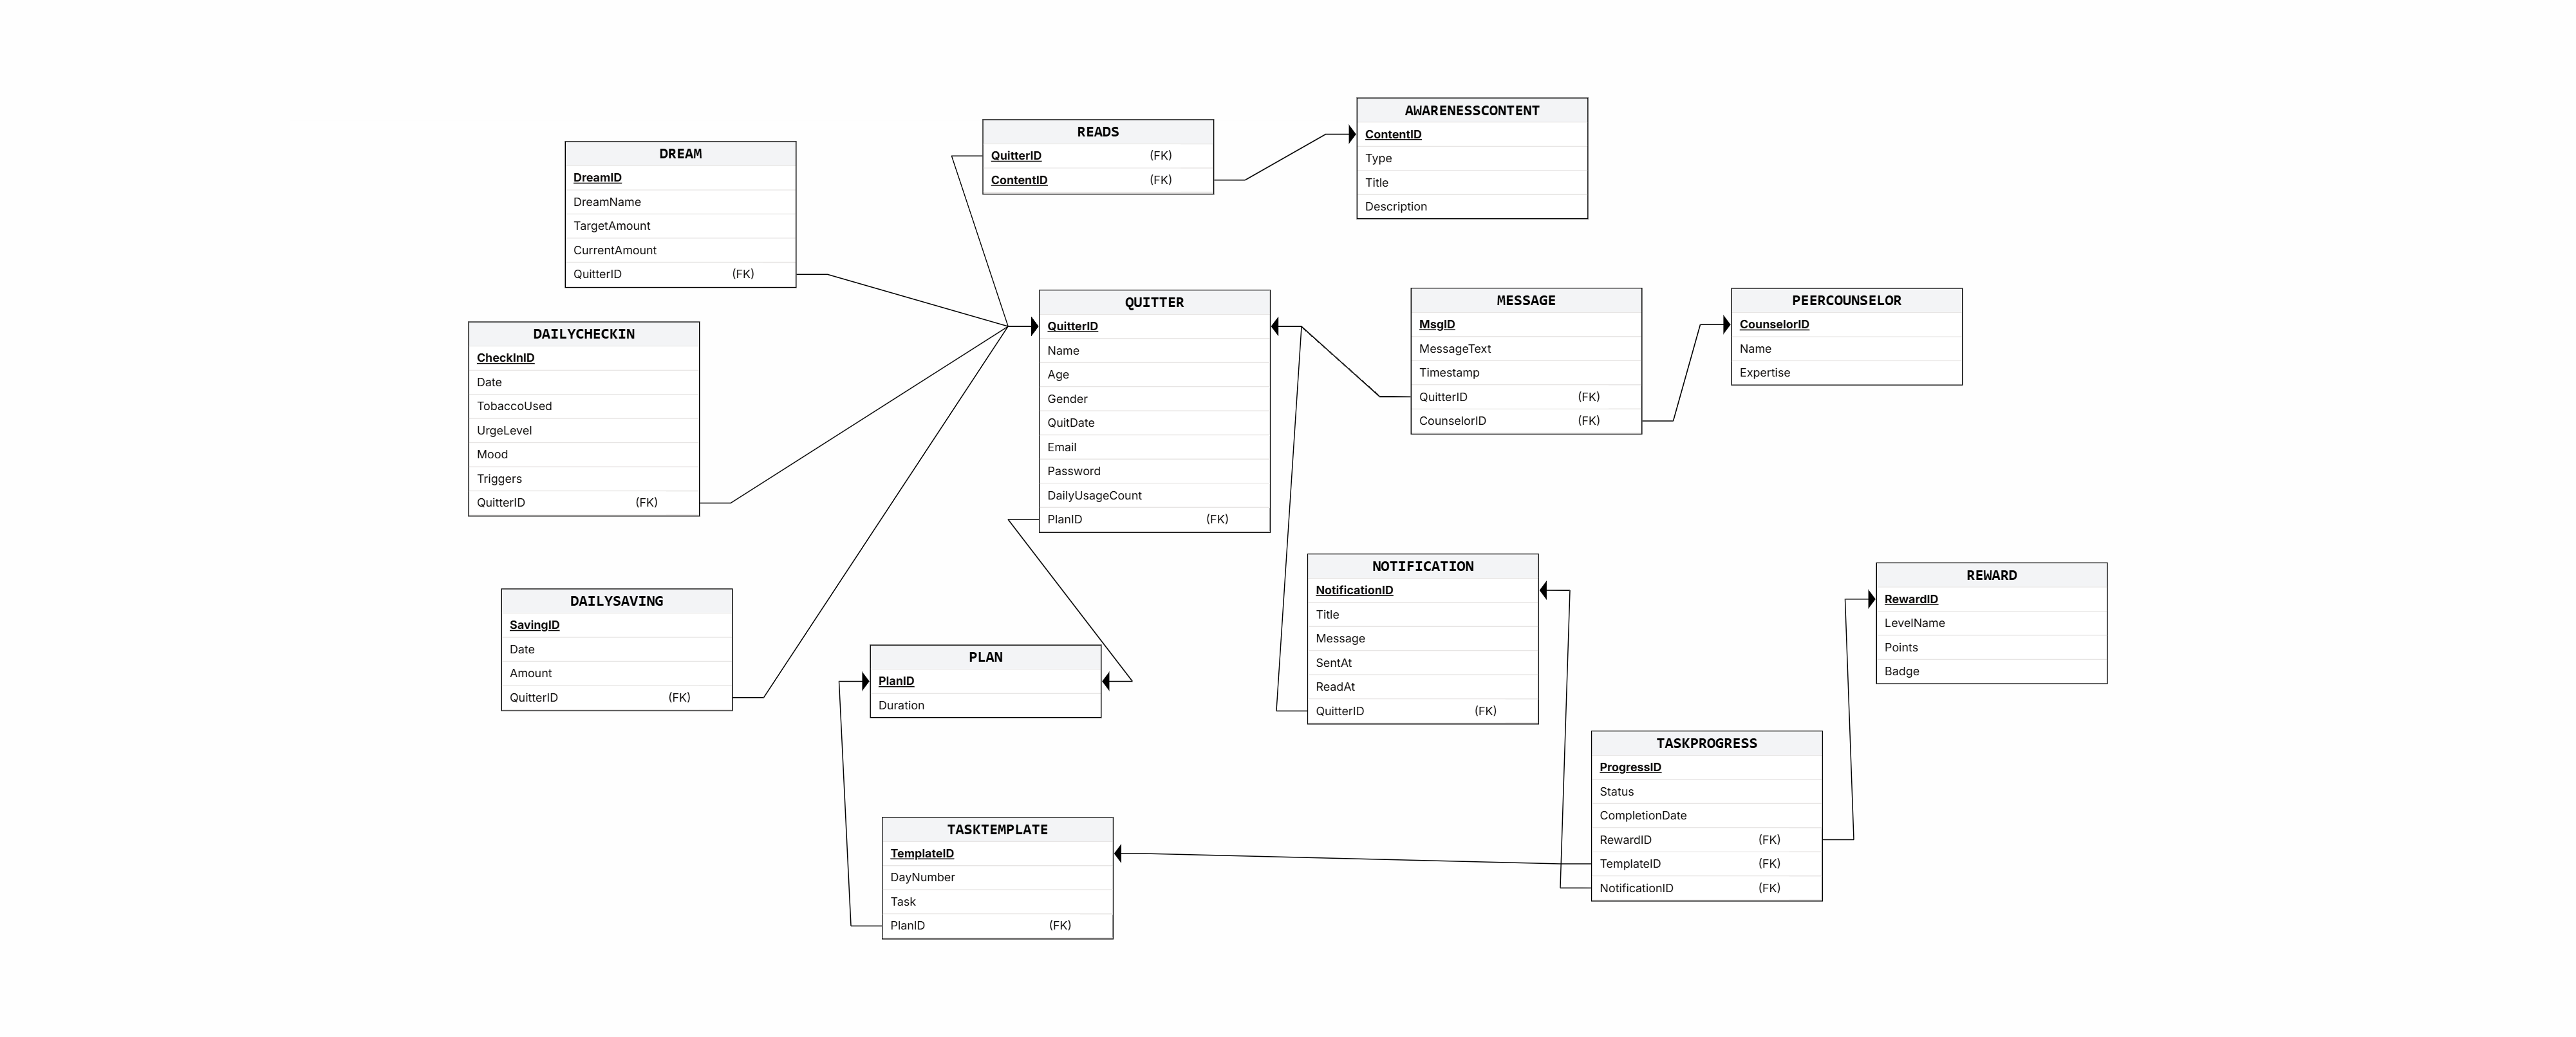 AWARENESSCONTENT
ContentID
Type
Title
Description
READS
QuitterID (FK)
ContentID (FK)
DREAM
DreamID
DreamName
TargetAmount
CurrentAmount
QuitterID (FK)
QUITTER
QuitterID
Name
Age
Gender
QuitDate
Email
Password
DailyUsageCount
PlanID (FK)
MESSAGE
MsgID
MessageText
Timestamp
QuitterID (FK)
CounselorID (FK)
PEERCOUNSELOR
CounselorID
Name
Expertise
DAILYCHECKIN
CheckInID
Date
TobaccoUsed
UrgeLevel
Mood
Triggers
QuitterID (FK)
NOTIFICATION
NotificationID
Title
Message
SentAt
ReadAt
QuitterID (FK)
REWARD
RewardID
LevelName
Points
Badge
DAILYSAVING
SavingID
Date
Amount
QuitterID (FK)
PLAN
PlanID
Duration
TASKPROGRESS
ProgressID
Status
CompletionDate
RewardID (FK)
TemplateID (FK)
NotificationID (FK)
TASKTEMPLATE
TemplateID
DayNumber
Task
PlanID (FK)